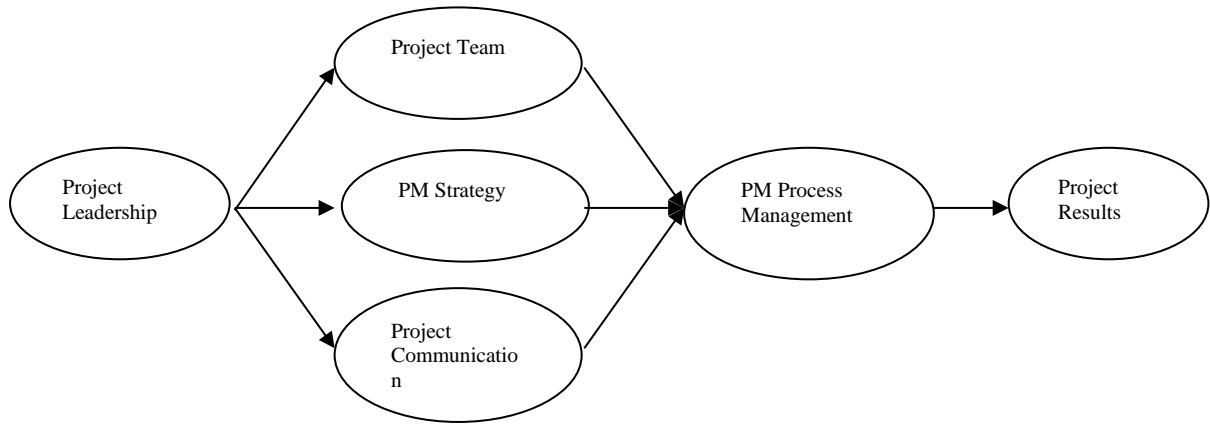 Project Team
Project
Leadership
PM Strategy
PM Process
Management
Project
Results
Project
Communicatio
n